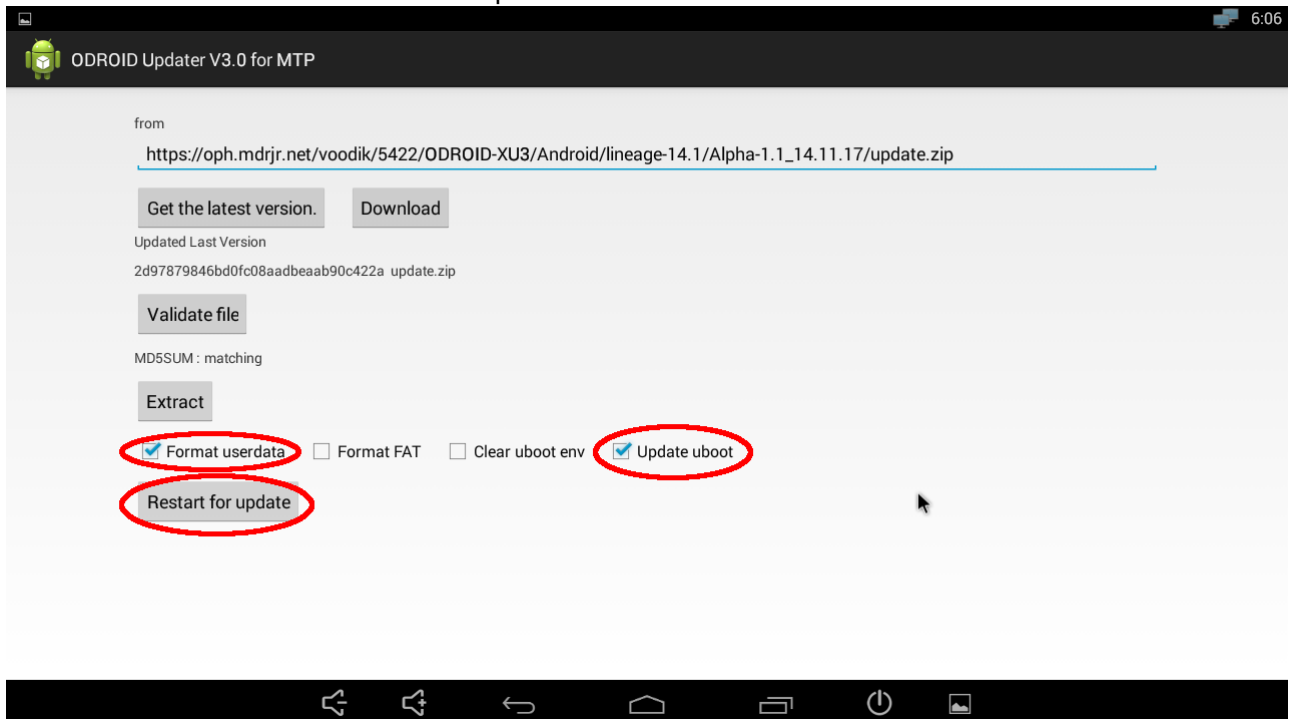 6:06
ODROID Updater V3.0 for MTP
from
https://oph.mdrjr.net/voodik/5422/ODROID-XU3/Android/lineage-14.1/Alpha-1.1_14.11.17/update.zip
Get the latest version. Download
Updated Last Version
2d97879846bd0fc08aadbeaab90c422a update.zip
Validate file
MD5SUM : matching
Extract
Format userdata Format FAT Clear uboot env Update uboot
Restart for update